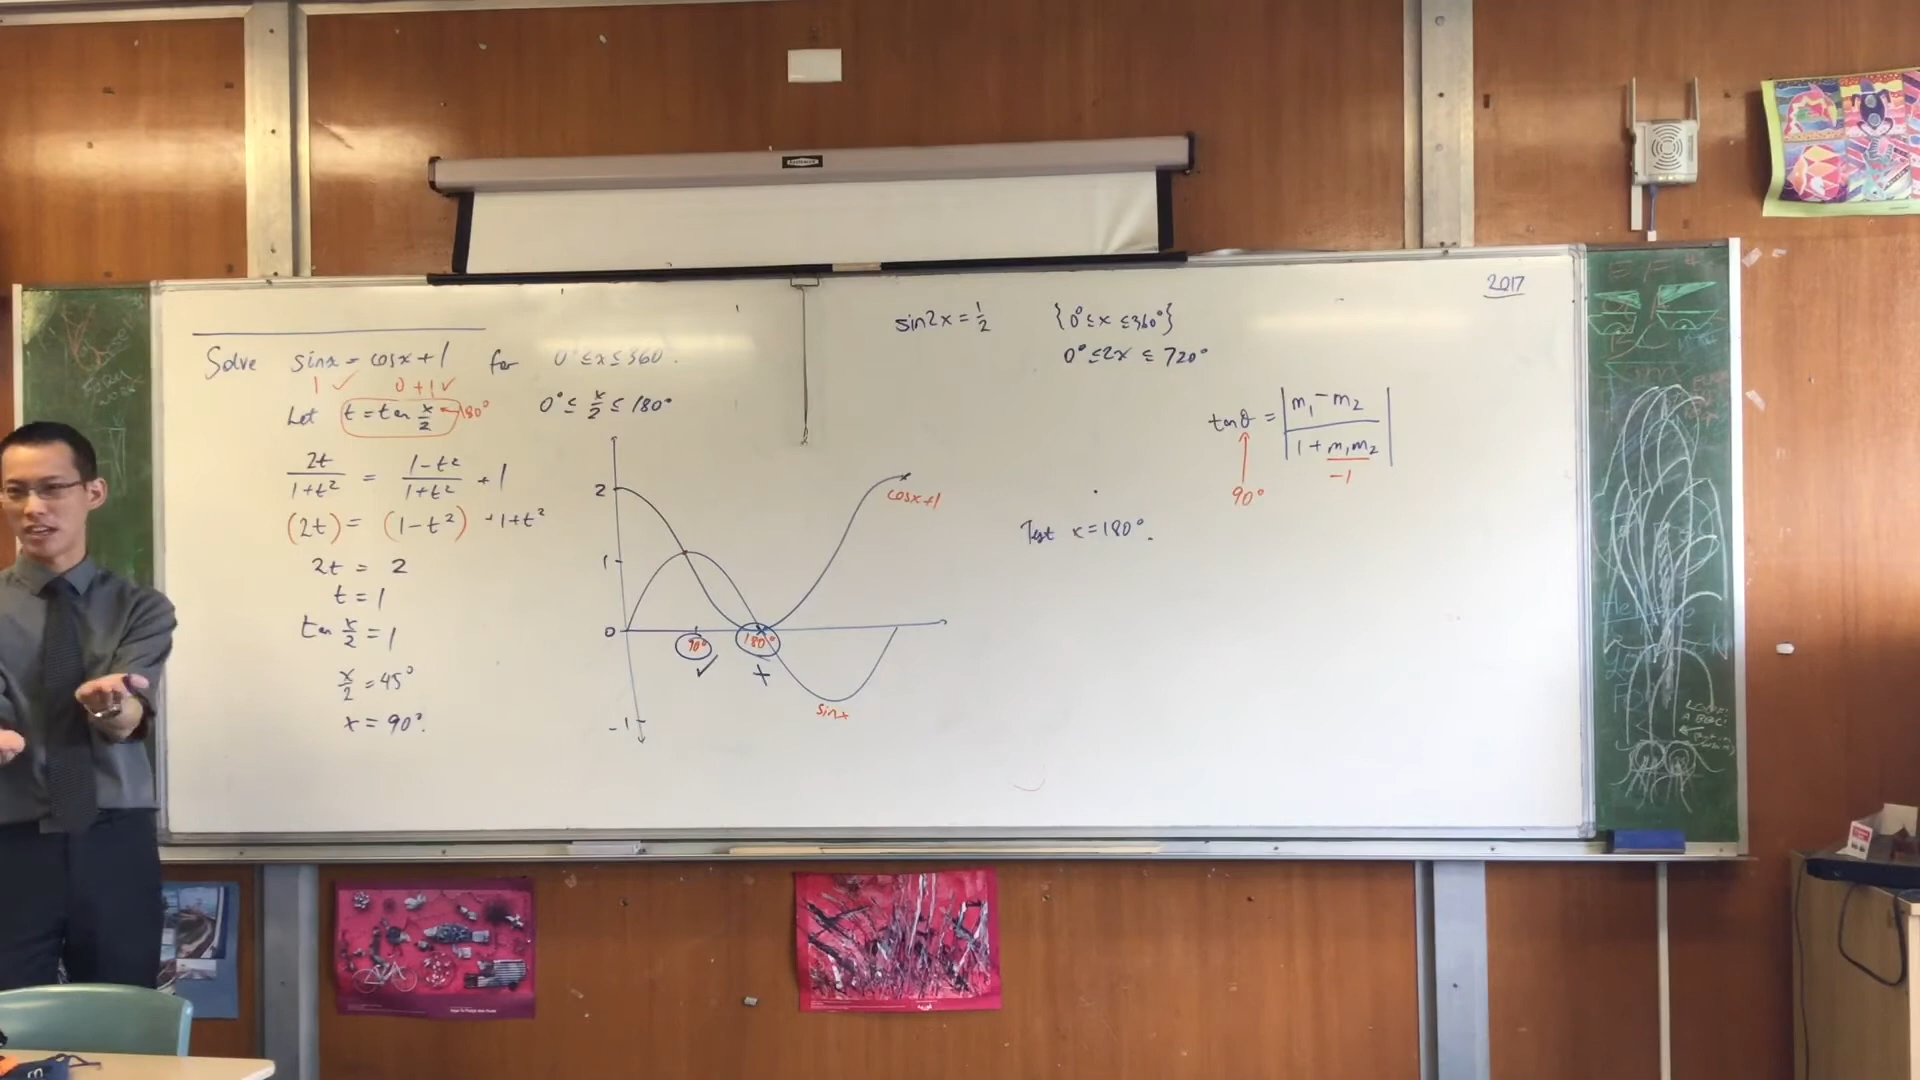 2017
Solve sinx = cosx+1 for 0°≤x≤360.
1 ✓ 0+1 ✓
Let t=tan x/2 ←180° 0°≤ x/2 ≤180°
2t/(1+t²) = (1-t²)/(1+t²) + 1
(2t) = (1-t²) +1+t²
2t = 2
t = 1
tan x/2 = 1
x/2 = 45°
x = 90°.
2
1
0
-1
90°
180°
✓
cosx+1
sinx
sin2x = 1/2 {0°≤x≤360°}
0°≤2x≤720°
tanθ = |(m₁-m₂)/(1+m₁m₂)|
-1
90°
Test x=180°.